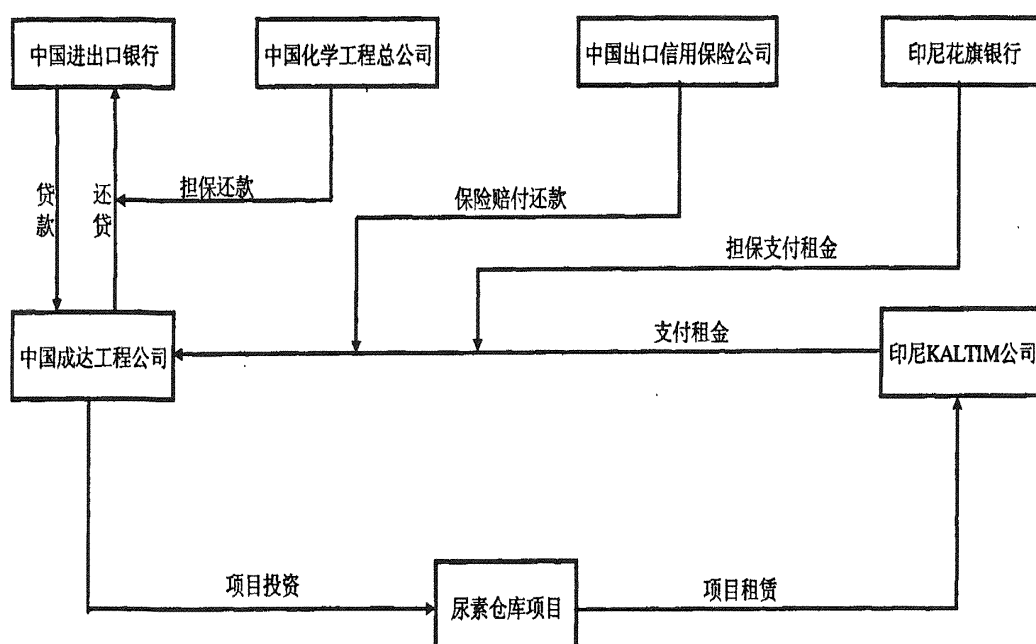 中国进出口银行
中国化学工程总公司
中国出口信用保险公司
印尼花旗银行
贷款
还贷
担保还款
保险赔付还款
担保支付租金
支付租金
中国成达工程公司
印尼KALTIM公司
项目投资
尿素仓库项目
项目租赁